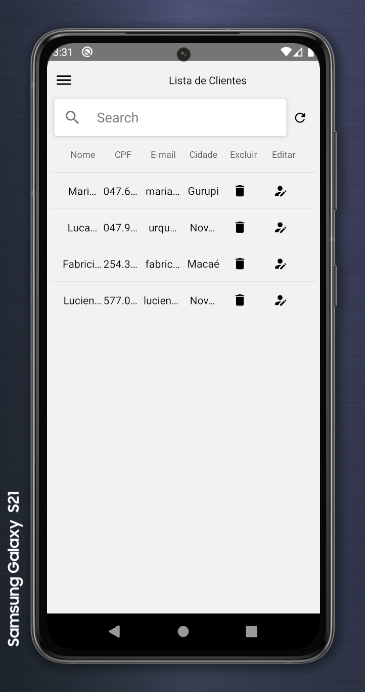 3:31
Lista de Clientes
Search
Nome CPF E-mail Cidade Excluir Editar
Mari... 047.6... maria... Gurupi
Luca... 047.9... urqu... Nov...
Fabrici... 254.3... fabric... Macaé
Lucien... 577.0... lucien... Nov...
Samsung Galaxy S21